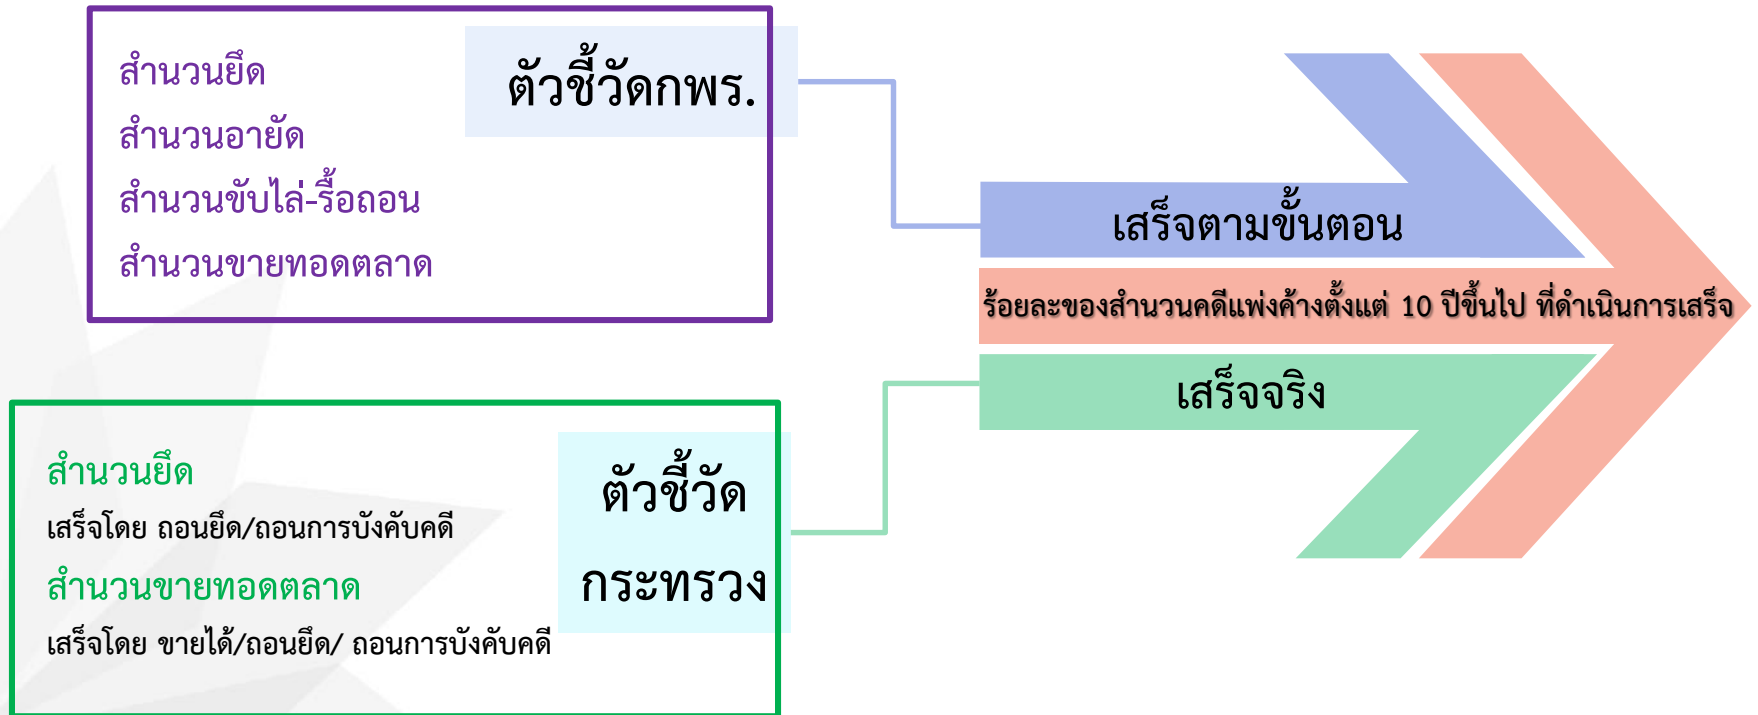 สำนวนยึด
สำนวนอายัด
สำนวนขับไล่-รื้อถอน
สำนวนขายทอดตลาด
ตัวชี้วัดกพร.
เสร็จตามขั้นตอน
ร้อยละของสำนวนคดีแพ่งค้างตั้งแต่ 10 ปีขึ้นไป ที่ดำเนินการเสร็จ
เสร็จจริง
สำนวนยึด
เสร็จโดย ถอนยึด/ถอนการบังคับคดี
สำนวนขายทอดตลาด
เสร็จโดย ขายได้/ถอนยึด/ ถอนการบังคับคดี
ตัวชี้วัด
กระทรวง